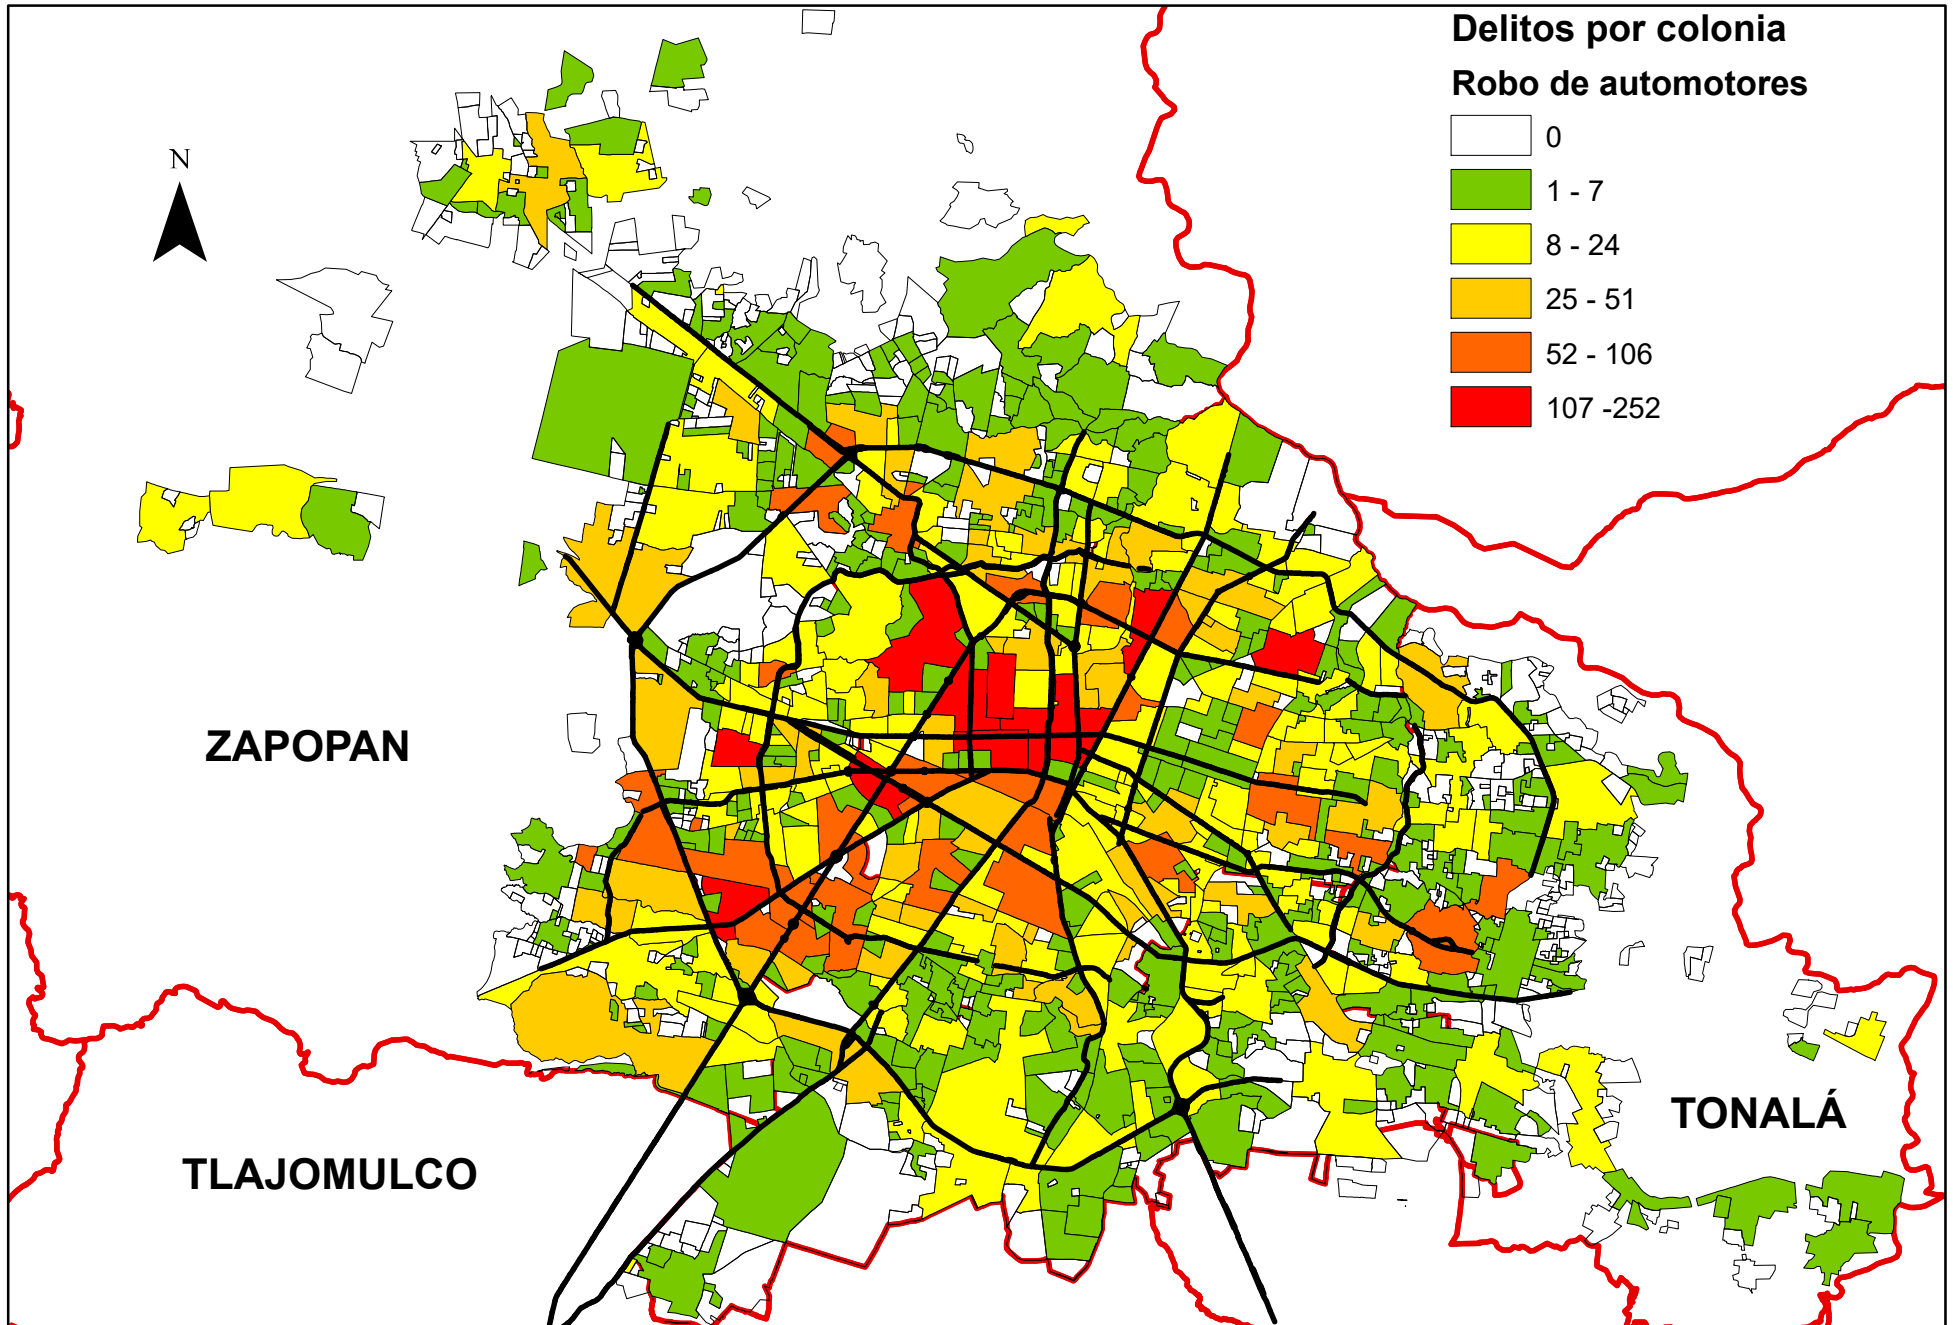 Delitos por colonia
Robo de automotores
0
1 - 7
8 - 24
25 - 51
52 - 106
107 -252
N
ZAPOPAN
TONALÁ
TLAJOMULCO